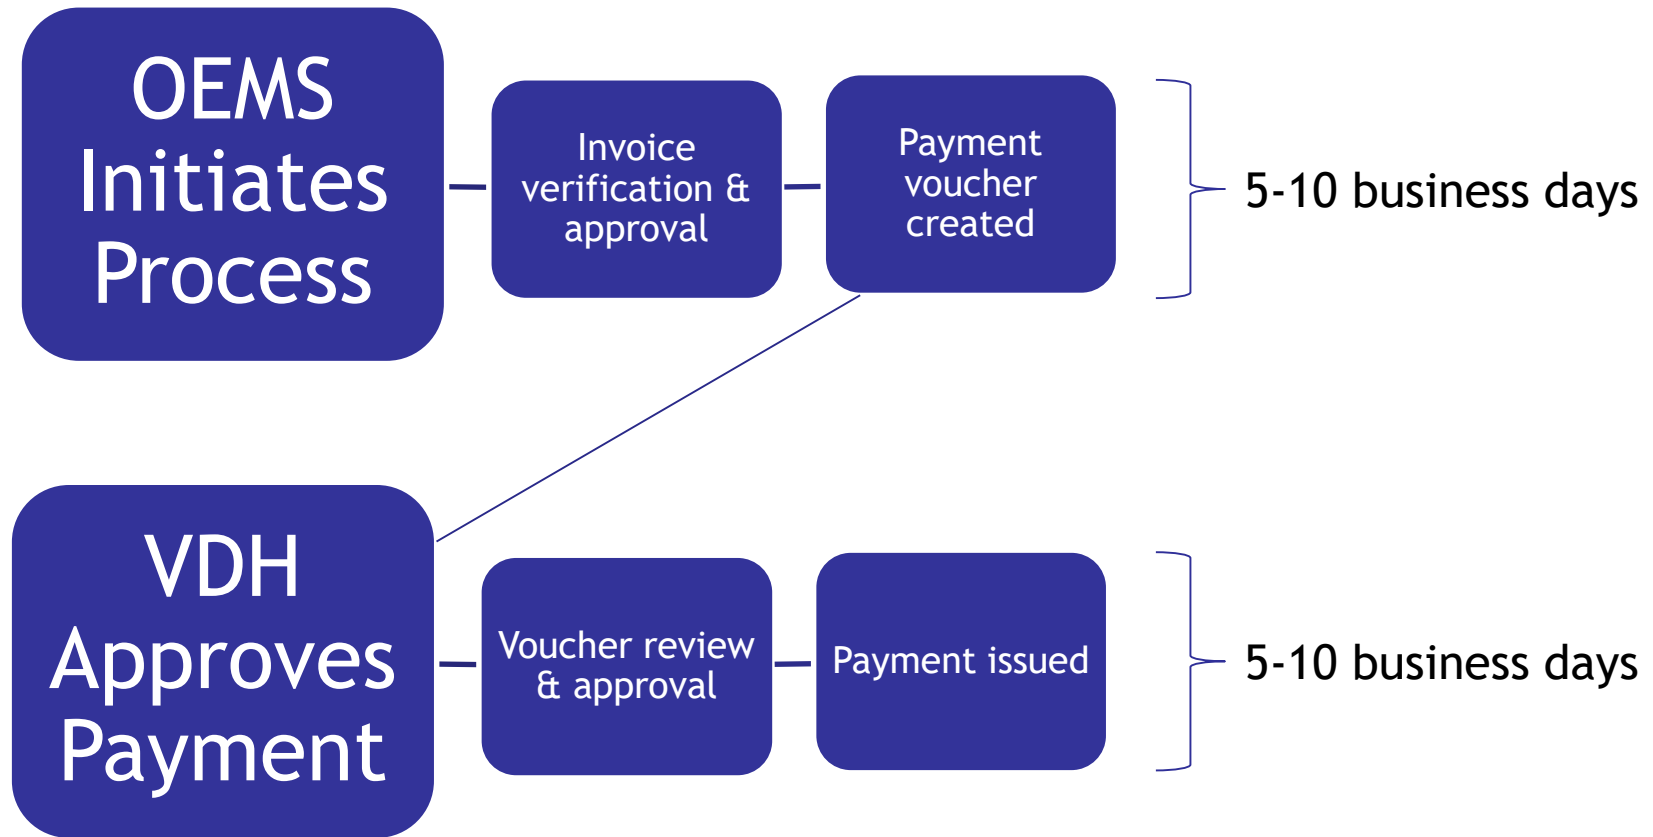 OEMS
Initiates
Process
Invoice
verification &
approval
Payment
voucher
created
5-10 business days
VDH
Approves
Payment
Voucher review
& approval
Payment issued
5-10 business days